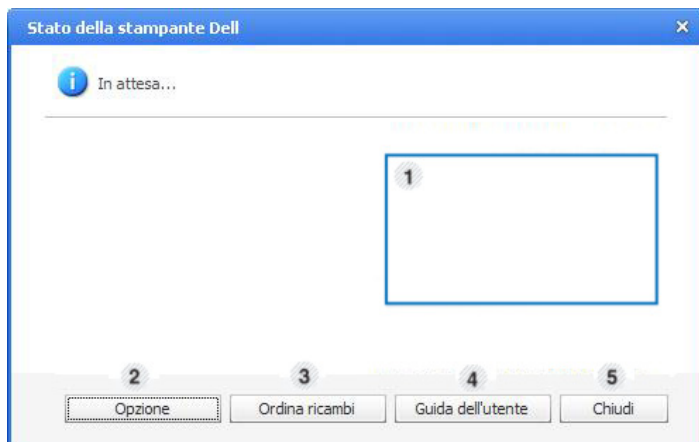 Stato della stampante Dell
In attesa...
1
2 3 4 5
Opzione Ordina ricambi Guida dell'utente Chiudi